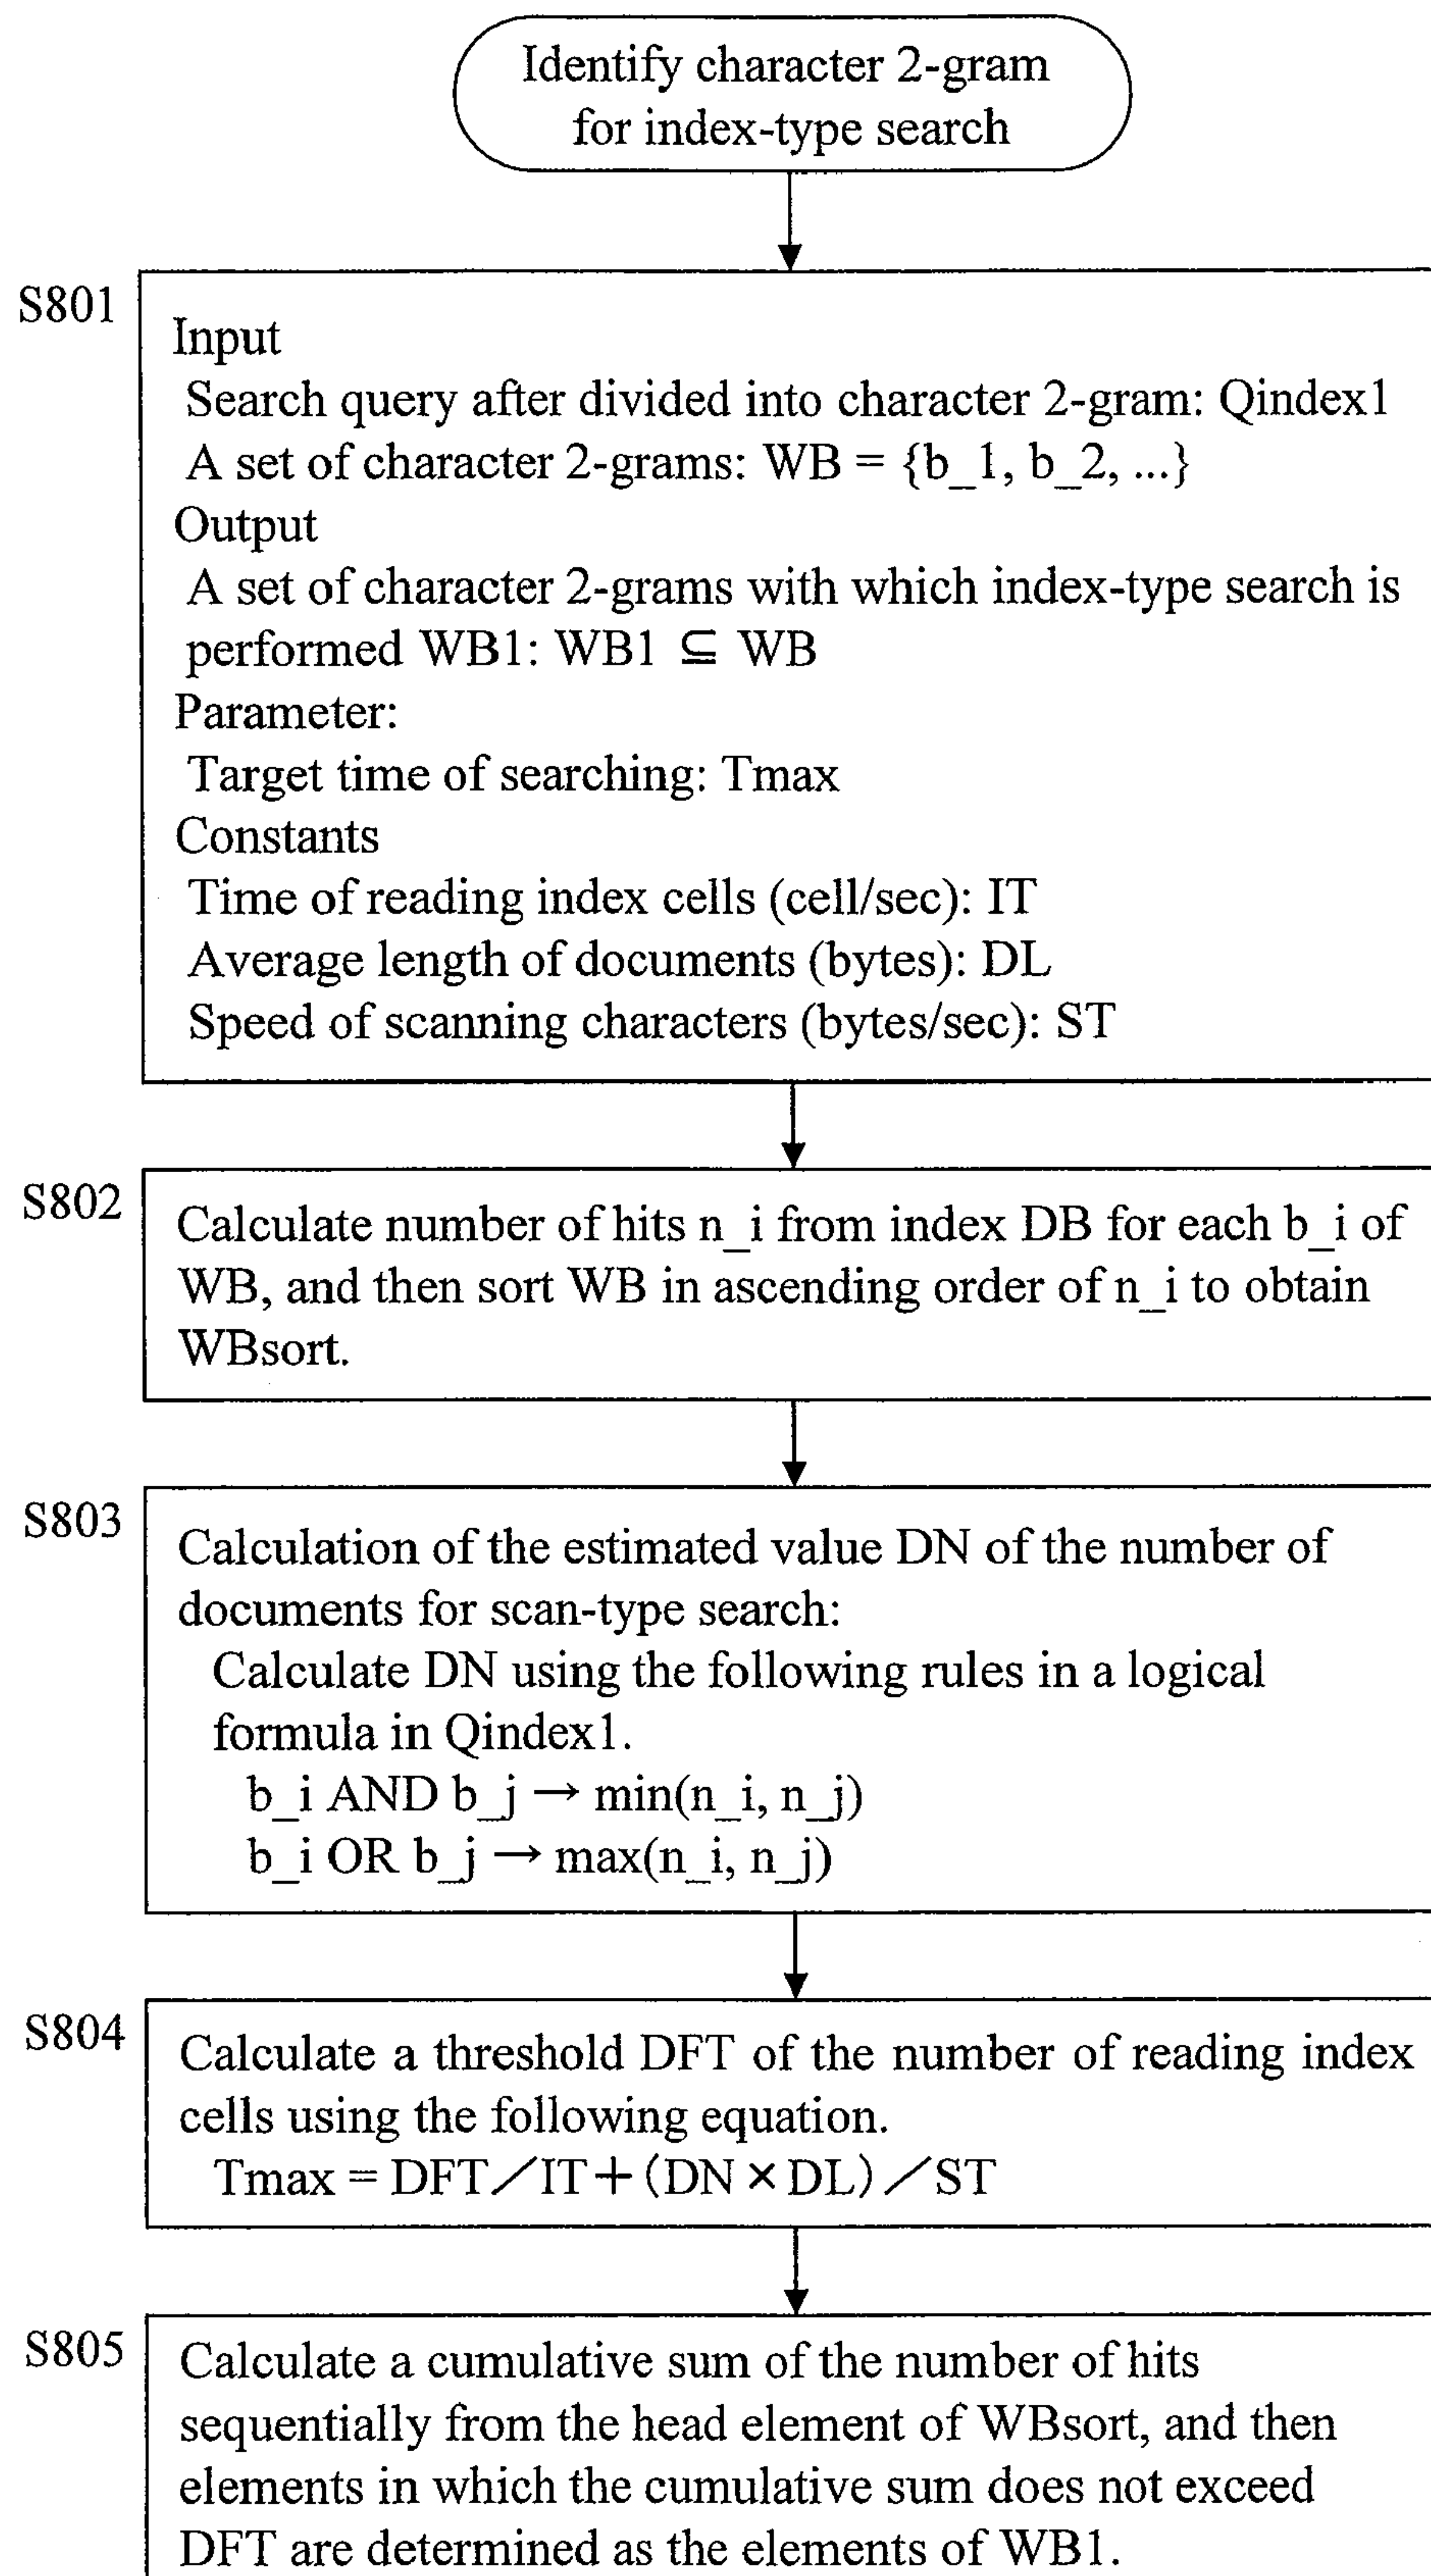 Identify character 2-gram
for index-type search
S801
Input
Search query after divided into character 2-gram: Qindex1
A set of character 2-grams: WB = {b_1, b_2, ...}
Output
A set of character 2-grams with which index-type search is
performed WB1: WB1 ⊆ WB
Parameter:
Target time of searching: Tmax
Constants
Time of reading index cells (cell/sec): IT
Average length of documents (bytes): DL
Speed of scanning characters (bytes/sec): ST
S802
Calculate number of hits n_i from index DB for each b_i of
WB, and then sort WB in ascending order of n_i to obtain
WBsort.
S803
Calculation of the estimated value DN of the number of
documents for scan-type search:
Calculate DN using the following rules in a logical
formula in Qindex1.
b_i AND b_j → min(n_i, n_j)
b_i OR b_j → max(n_i, n_j)
S804
Calculate a threshold DFT of the number of reading index
cells using the following equation.
Tmax = DFT／IT＋(DN × DL)／ST
S805
Calculate a cumulative sum of the number of hits
sequentially from the head element of WBsort, and then
elements in which the cumulative sum does not exceed
DFT are determined as the elements of WB1.